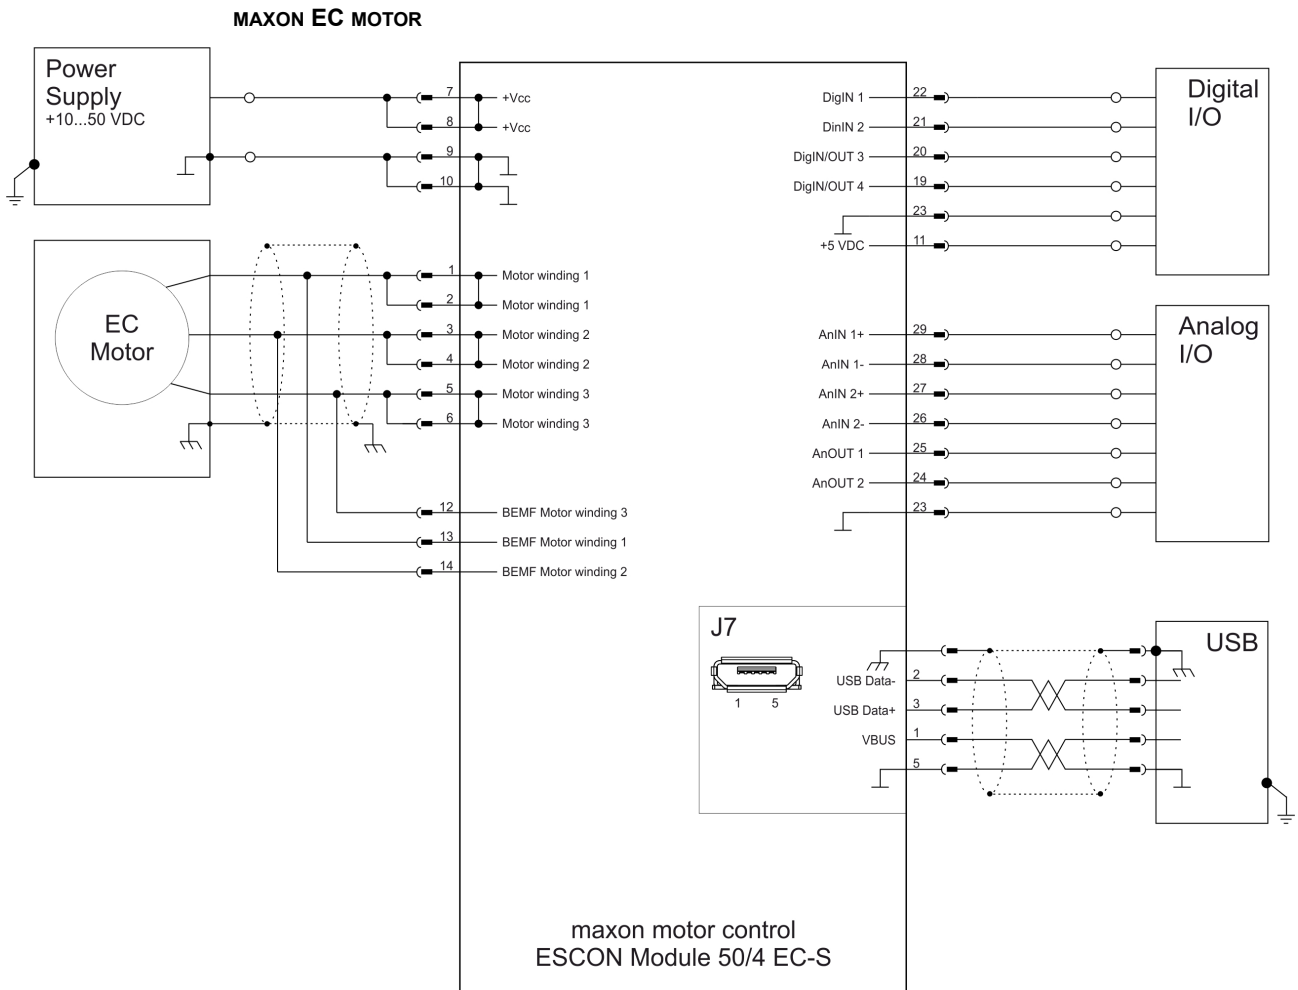 MAXON EC MOTOR
Power
Supply
+10...50 VDC
7 +Vcc
8 +Vcc
9
10
EC
Motor
1 Motor winding 1
2 Motor winding 1
3 Motor winding 2
4 Motor winding 2
5 Motor winding 3
6 Motor winding 3
12 BEMF Motor winding 3
13 BEMF Motor winding 1
14 BEMF Motor winding 2
DigIN 1 22
DinIN 2 21
DigIN/OUT 3 20
DigIN/OUT 4 19
23
+5 VDC 11
Digital
I/O
AnIN 1+ 29
AnIN 1- 28
AnIN 2+ 27
AnIN 2- 26
AnOUT 1 25
AnOUT 2 24
23
Analog
I/O
J7
1 5
USB Data- 2
USB Data+ 3
VBUS 1
5
USB
maxon motor control
ESCON Module 50/4 EC-S